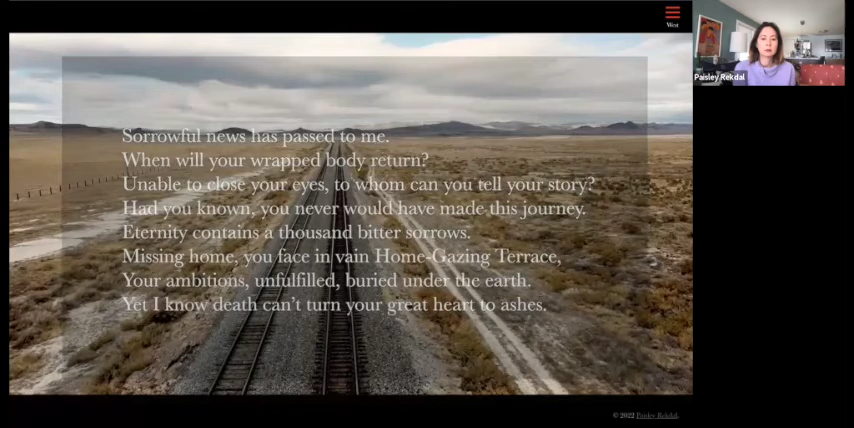 West
Paisley Rekdal
Sorrowful news has passed to me.
When will your wrapped body return?
Unable to close your eyes, to whom can you tell your story?
Had you known, you never would have made this journey.
Eternity contains a thousand bitter sorrows.
Missing home, you face in vain Home-Gazing Terrace,
Your ambitions, unfulfilled, buried under the earth.
Yet I know death can’t turn your great heart to ashes.
© 2022 Paisley Rekdal.